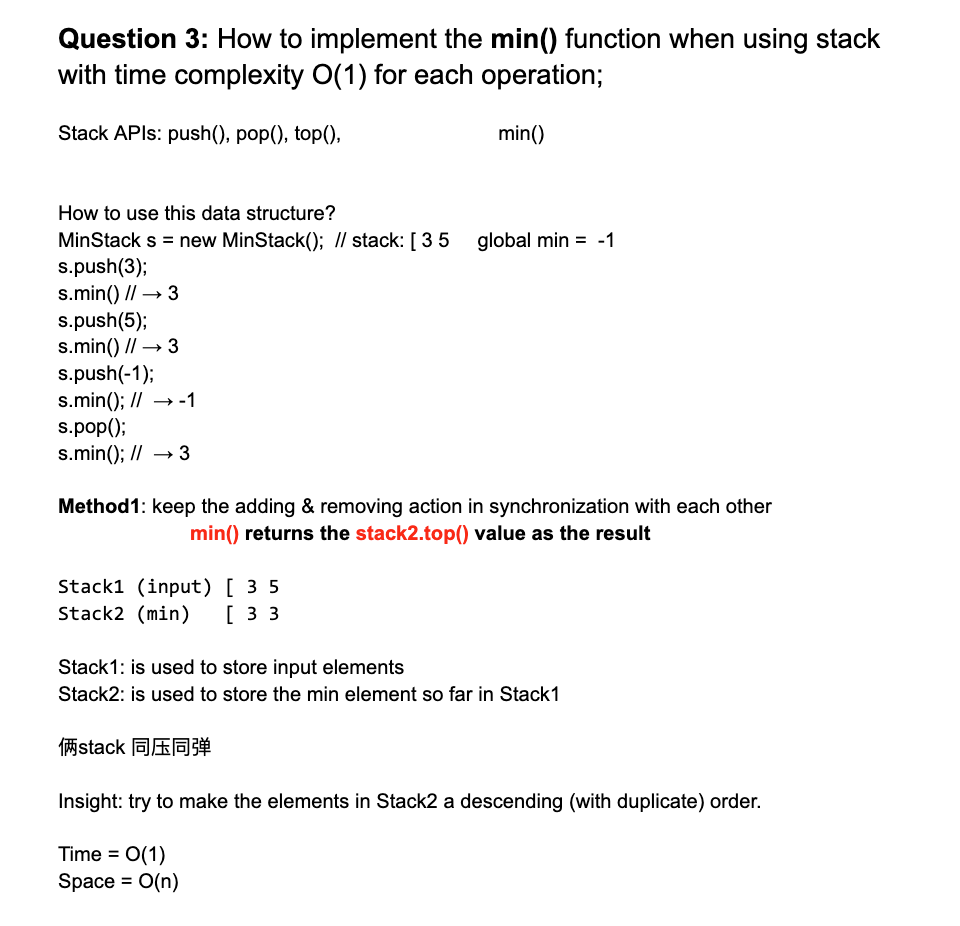 Question 3: How to implement the min() function when using stack
with time complexity O(1) for each operation;
Stack APIs: push(), pop(), top(), min()
How to use this data structure?
MinStack s = new MinStack(); // stack: [ 3 5 global min = -1
s.push(3);
s.min() // → 3
s.push(5);
s.min() // → 3
s.push(-1);
s.min(); // → -1
s.pop();
s.min(); // → 3
Method1: keep the adding & removing action in synchronization with each other
min() returns the stack2.top() value as the result
Stack1 (input) [ 3 5
Stack2 (min) [ 3 3
Stack1: is used to store input elements
Stack2: is used to store the min element so far in Stack1
俩stack 同压同弹
Insight: try to make the elements in Stack2 a descending (with duplicate) order.
Time = O(1)
Space = O(n)